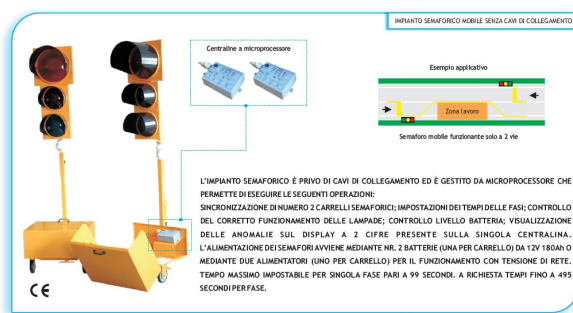 IMPIANTO SEMAFORICO MOBILE SENZA CAVI DI COLLEGAMENTO
Centraline a microprocessore
Esempio applicativo
Zona lavoro
Semaforo mobile funzionante solo a 2 vie
L'IMPIANTO SEMAFORICO È PRIVO DI CAVI DI COLLEGAMENTO ED È GESTITO DA MICROPROCESSORE CHE
PERMETTE DI ESEGUIRE LE SEGUENTI OPERAZIONI:
SINCRONIZZAZIONE DI NUMERO 2 CARRELLI SEMAFORICI; IMPOSTAZIONI DEI TEMPI DELLE FASI; CONTROLLO
DEL CORRETTO FUNZIONAMENTO DELLE LAMPADE; CONTROLLO LIVELLO BATTERIA; VISUALIZZAZIONE
DELLE ANOMALIE SUL DISPLAY A 2 CIFRE PRESENTE SULLA SINGOLA CENTRALINA.
L'ALIMENTAZIONE DEI SEMAFORI AVVIENE MEDIANTE NR. 2 BATTERIE (UNA PER CARRELLO) DA 12V 180Ah O
MEDIANTE DUE ALIMENTATORI (UNO PER CARRELLO) PER IL FUNZIONAMENTO CON TENSIONE DI RETE.
TEMPO MASSIMO IMPOSTABILE PER SINGOLA FASE PARI A 99 SECONDI. A RICHIESTA TEMPI FINO A 495
SECONDI PER FASE.
CE